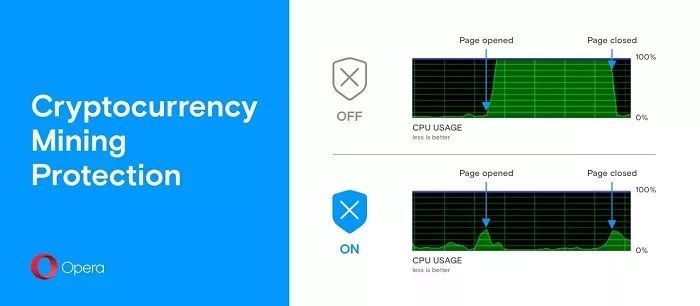 Cryptocurrency
Mining
Protection
Opera
Page opened
Page closed
100%
0%
OFF
CPU USAGE
less is better
Page opened
Page closed
100%
0%
ON
CPU USAGE
less is better